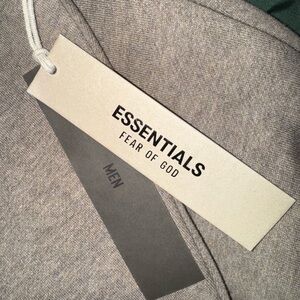 ESSENTIALS
FEAR OF GOD
MEN